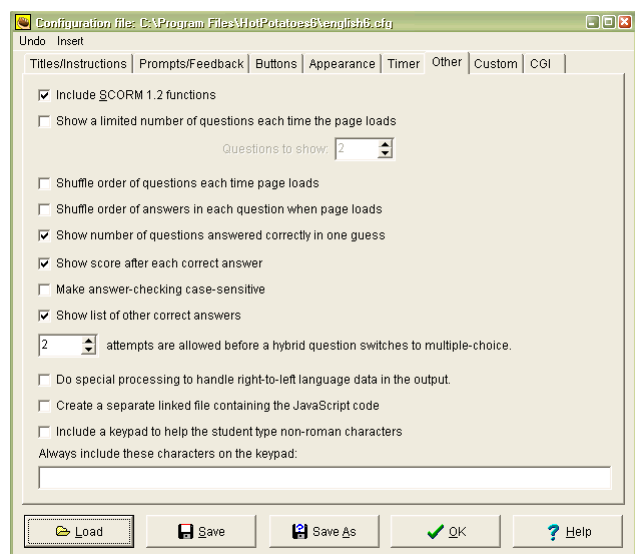 Configuration file: C:\Program Files\HotPotatoes6\english6.cfg
Undo Insert
Titles/Instructions Prompts/Feedback Buttons Appearance Timer Other Custom CGI
Include SCORM 1.2 functions
Show a limited number of questions each time the page loads
Questions to show: 2
Shuffle order of questions each time page loads
Shuffle order of answers in each question when page loads
Show number of questions answered correctly in one guess
Show score after each correct answer
Make answer-checking case-sensitive
Show list of other correct answers
2 attempts are allowed before a hybrid question switches to multiple-choice.
Do special processing to handle right-to-left language data in the output.
Create a separate linked file containing the JavaScript code
Include a keypad to help the student type non-roman characters
Always include these characters on the keypad:
Load Save Save As OK Help